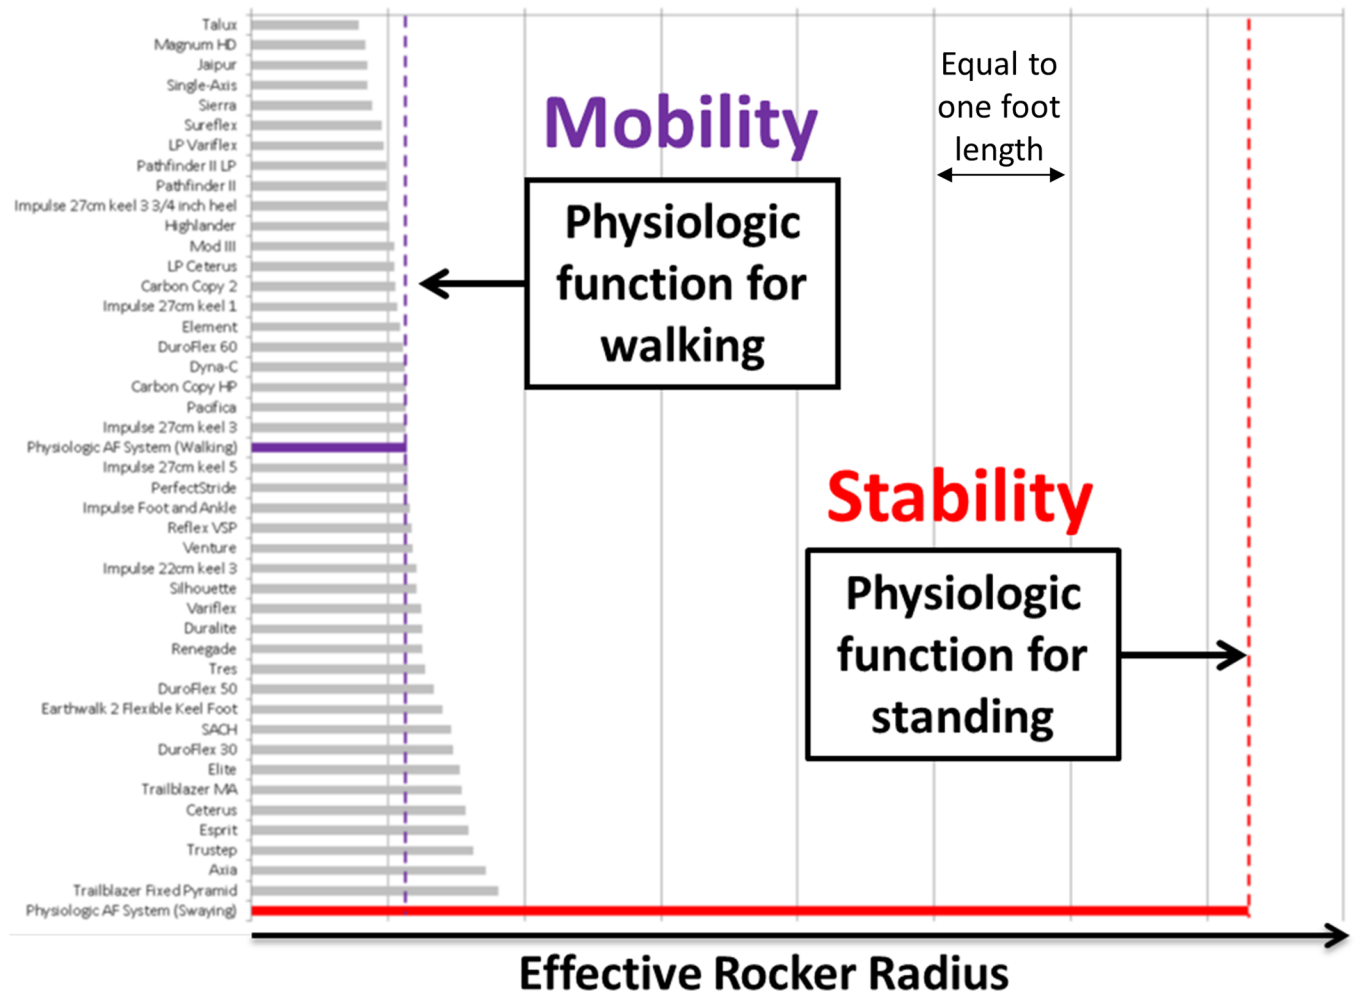 Talux
Magnum HD
Jaipur
Single-Axis
Sierra
Sureflex
LP Variflex
Pathfinder II LP
Pathfinder II
Impulse 27cm keel 3 3/4 inch heel
Highlander
Mod III
LP Ceterus
Carbon Copy 2
Impulse 27cm keel 1
Element
DuroFlex 60
Dyna-C
Carbon Copy HP
Pacifica
Impulse 27cm keel 3
Physiologic AF System (Walking)
Impulse 27cm keel 5
PerfectStride
Impulse Foot and Ankle
Reflex VSP
Venture
Impulse 22cm keel 3
Silhouette
Variflex
Duralite
Renegade
Tres
DuroFlex 50
Earthwalk 2 Flexible Keel Foot
SACH
DuroFlex 30
Elite
Trailblazer MA
Ceterus
Esprit
Trustep
Axia
Trailblazer Fixed Pyramid
Physiologic AF System (Swaying)
Mobility
Physiologic
function for
walking
Equal to
one foot
length
Stability
Physiologic
function for
standing
Effective Rocker Radius